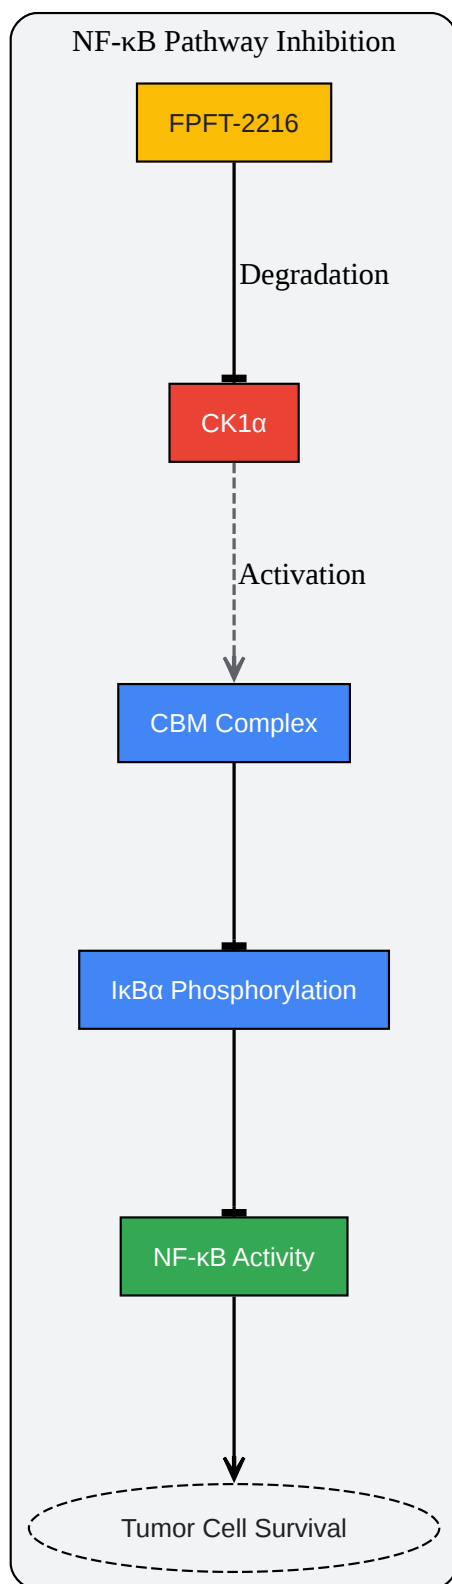 NF-κB Pathway Inhibition
FPFT-2216
Degradation
CK1α
Activation
CBM Complex
IκBα Phosphorylation
NF-κB Activity
Tumor Cell Survival